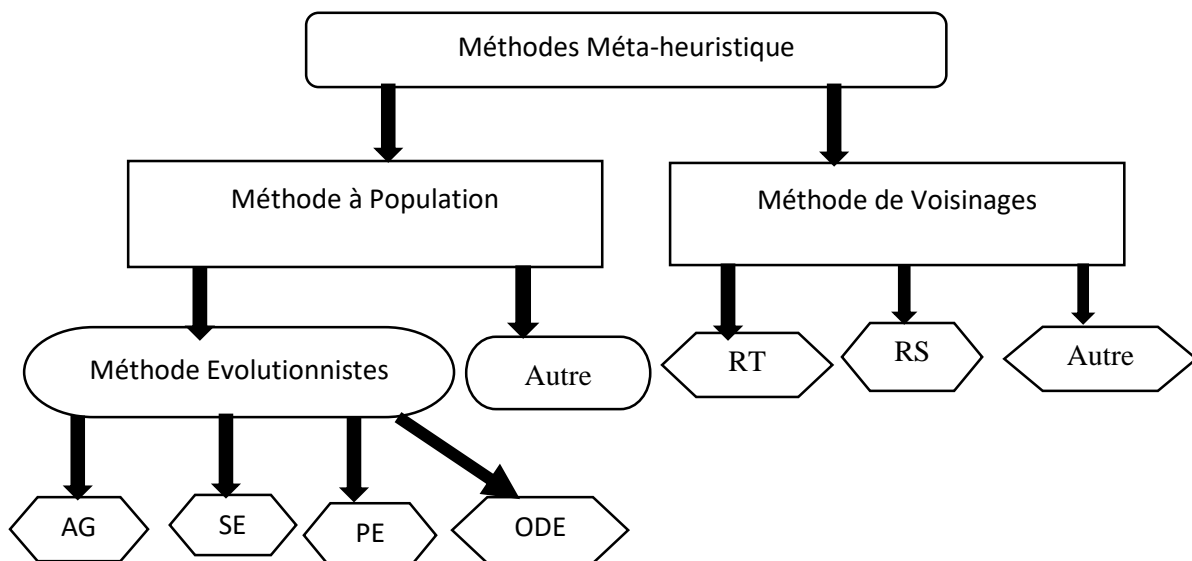 Méthodes Méta-heuristique
Méthode à Population
Méthode de Voisinages
Méthode Evolutionnistes
Autre
RT
RS
Autre
AG
SE
PE
ODE